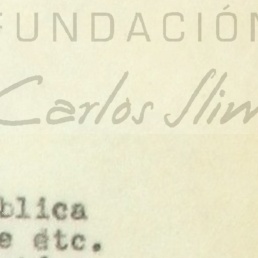 FUNDACIÓN
Carlos Slim
blica
e etc.